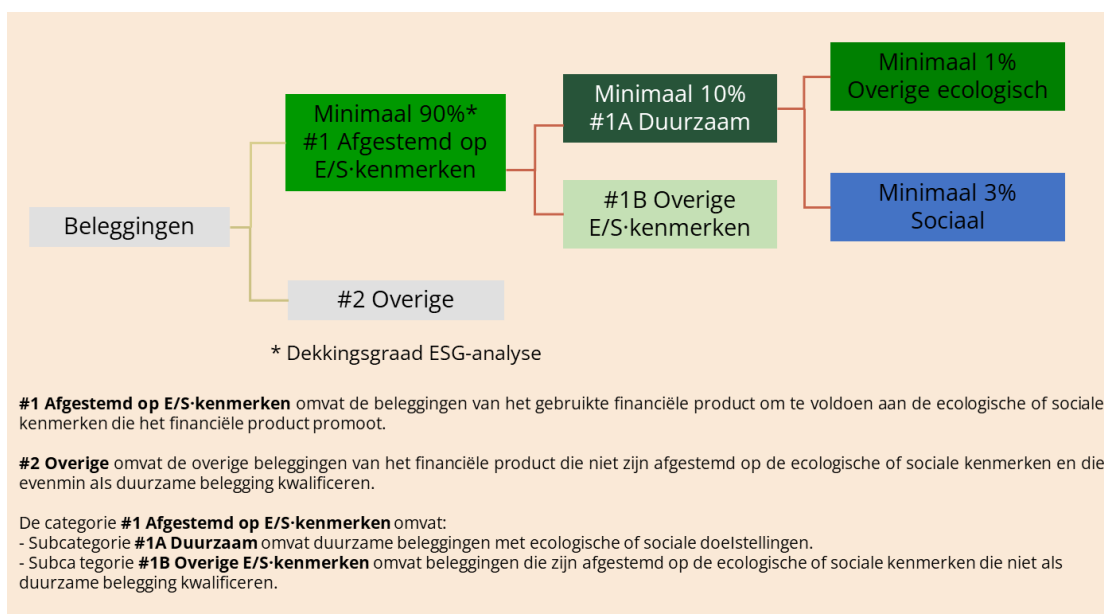 Minimaal 1%
Overige ecologisch
Minimaal 10%
#1A Duurzaam
Minimaal 90%*
#1 Afgestemd op
E/S·kenmerken
Minimaal 3%
Sociaal
#1B Overige
E/S·kenmerken
Beleggingen
#2 Overige
* Dekkingsgraad ESG-analyse
#1 Afgestemd op E/S·kenmerken omvat de beleggingen van het gebruikte financiële product om te voldoen aan de ecologische of sociale
kenmerken die het financiële product promoot.
#2 Overige omvat de overige beleggingen van het financiële product die niet zijn afgestemd op de ecologische of sociale kenmerken en die
evenmin als duurzame belegging kwalificeren.
De categorie #1 Afgestemd op E/S·kenmerken omvat:
- Subcategorie #1A Duurzaam omvat duurzame beleggingen met ecologische of sociale doelstellingen.
- Subca tegorie #1B Overige E/S·kenmerken omvat beleggingen die zijn afgestemd op de ecologische of sociale kenmerken die niet als
duurzame belegging kwalificeren.